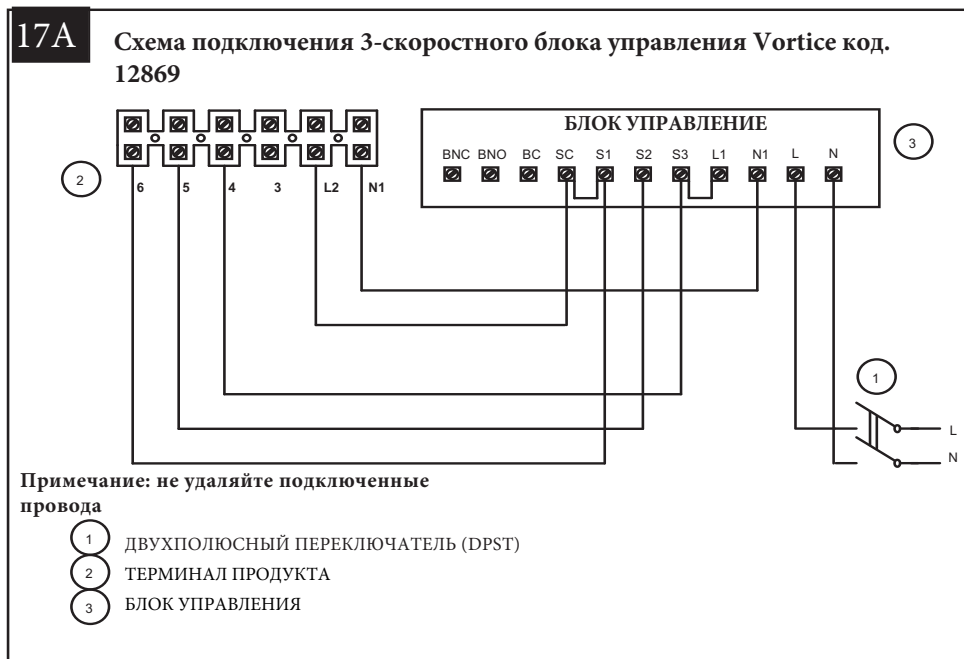 17A
Схема подключения 3-скоростного блока управления Vortice код.
12869
БЛОК УПРАВЛЕНИЕ
BNC BNO BC SC S1 S2 S3 L1 N1 L N
3
2
6 5 4 3 L2 N1
1
L
N
Примечание: не удаляйте подключенные
провода
1 ДВУХПОЛЮСНЫЙ ПЕРЕКЛЮЧАТЕЛЬ (DPST)
2 ТЕРМИНАЛ ПРОДУКТА
3 БЛОК УПРАВЛЕНИЯ